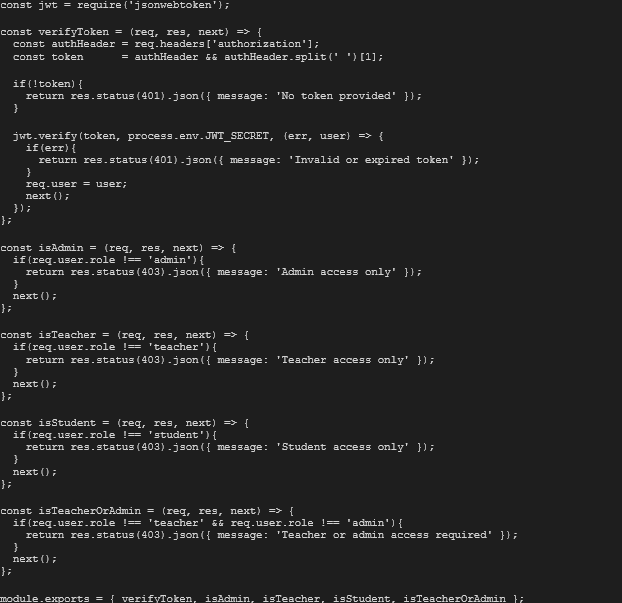 const jwt = require('jsonwebtoken');

const verifyToken = (req, res, next) => {
  const authHeader = req.headers['authorization'];
  const token      = authHeader && authHeader.split(' ')[1];

  if(!token){
    return res.status(401).json({ message: 'No token provided' });
  }

  jwt.verify(token, process.env.JWT_SECRET, (err, user) => {
    if(err){
      return res.status(401).json({ message: 'Invalid or expired token' });
    }
    req.user = user;
    next();
  });
};

const isAdmin = (req, res, next) => {
  if(req.user.role !== 'admin'){
    return res.status(403).json({ message: 'Admin access only' });
  }
  next();
};

const isTeacher = (req, res, next) => {
  if(req.user.role !== 'teacher'){
    return res.status(403).json({ message: 'Teacher access only' });
  }
  next();
};

const isStudent = (req, res, next) => {
  if(req.user.role !== 'student'){
    return res.status(403).json({ message: 'Student access only' });
  }
  next();
};

const isTeacherOrAdmin = (req, res, next) => {
  if(req.user.role !== 'teacher' && req.user.role !== 'admin'){
    return res.status(403).json({ message: 'Teacher or admin access required' });
  }
  next();
};

module.exports = { verifyToken, isAdmin, isTeacher, isStudent, isTeacherOrAdmin };